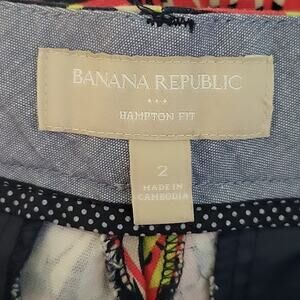 BANANA REPUBLIC
HAMPTON FIT
2
MADE IN
CAMBODIA